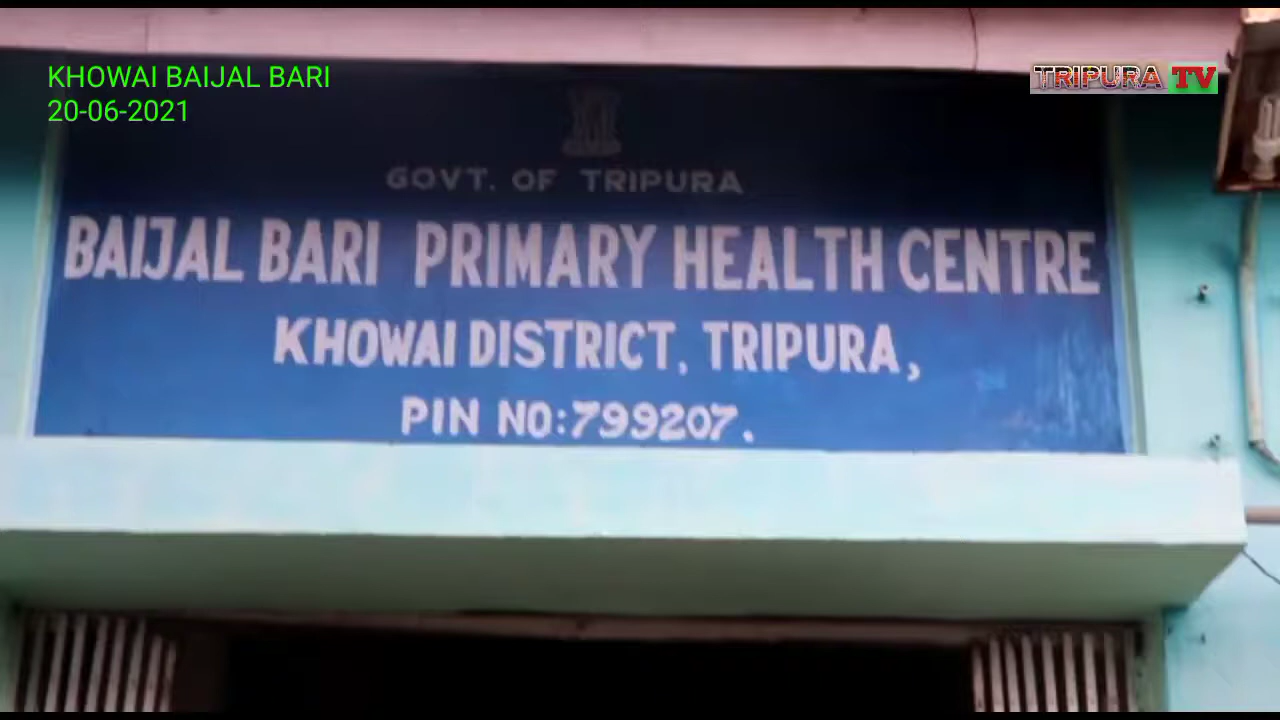 KHOWAI BAIJAL BARI
20-06-2021
TRIPURA TV
GOVT. OF TRIPURA
BAIJAL BARI PRIMARY HEALTH CENTRE
KHOWAI DISTRICT, TRIPURA,
PIN NO:799207.